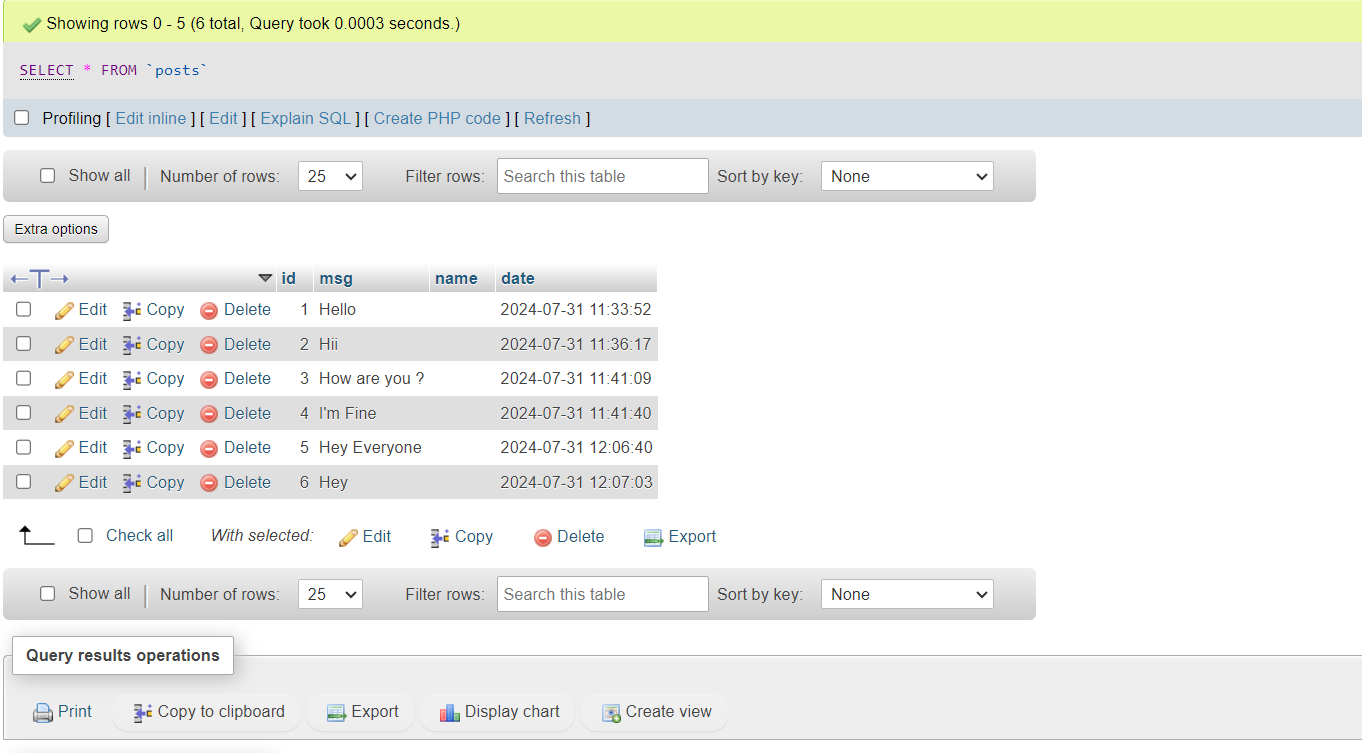 Showing rows 0 - 5 (6 total, Query took 0.0003 seconds.)
SELECT * FROM `posts`
Profiling [ Edit inline ] [ Edit ] [ Explain SQL ] [ Create PHP code ] [ Refresh ]
Show all Number of rows: 25 Filter rows: Search this table Sort by key: None
Extra options
id msg name date
Edit Copy Delete 1 Hello 2024-07-31 11:33:52
Edit Copy Delete 2 Hii 2024-07-31 11:36:17
Edit Copy Delete 3 How are you ? 2024-07-31 11:41:09
Edit Copy Delete 4 I'm Fine 2024-07-31 11:41:40
Edit Copy Delete 5 Hey Everyone 2024-07-31 12:06:40
Edit Copy Delete 6 Hey 2024-07-31 12:07:03
Check all With selected: Edit Copy Delete Export
Show all Number of rows: 25 Filter rows: Search this table Sort by key: None
Query results operations
Print Copy to clipboard Export Display chart Create view